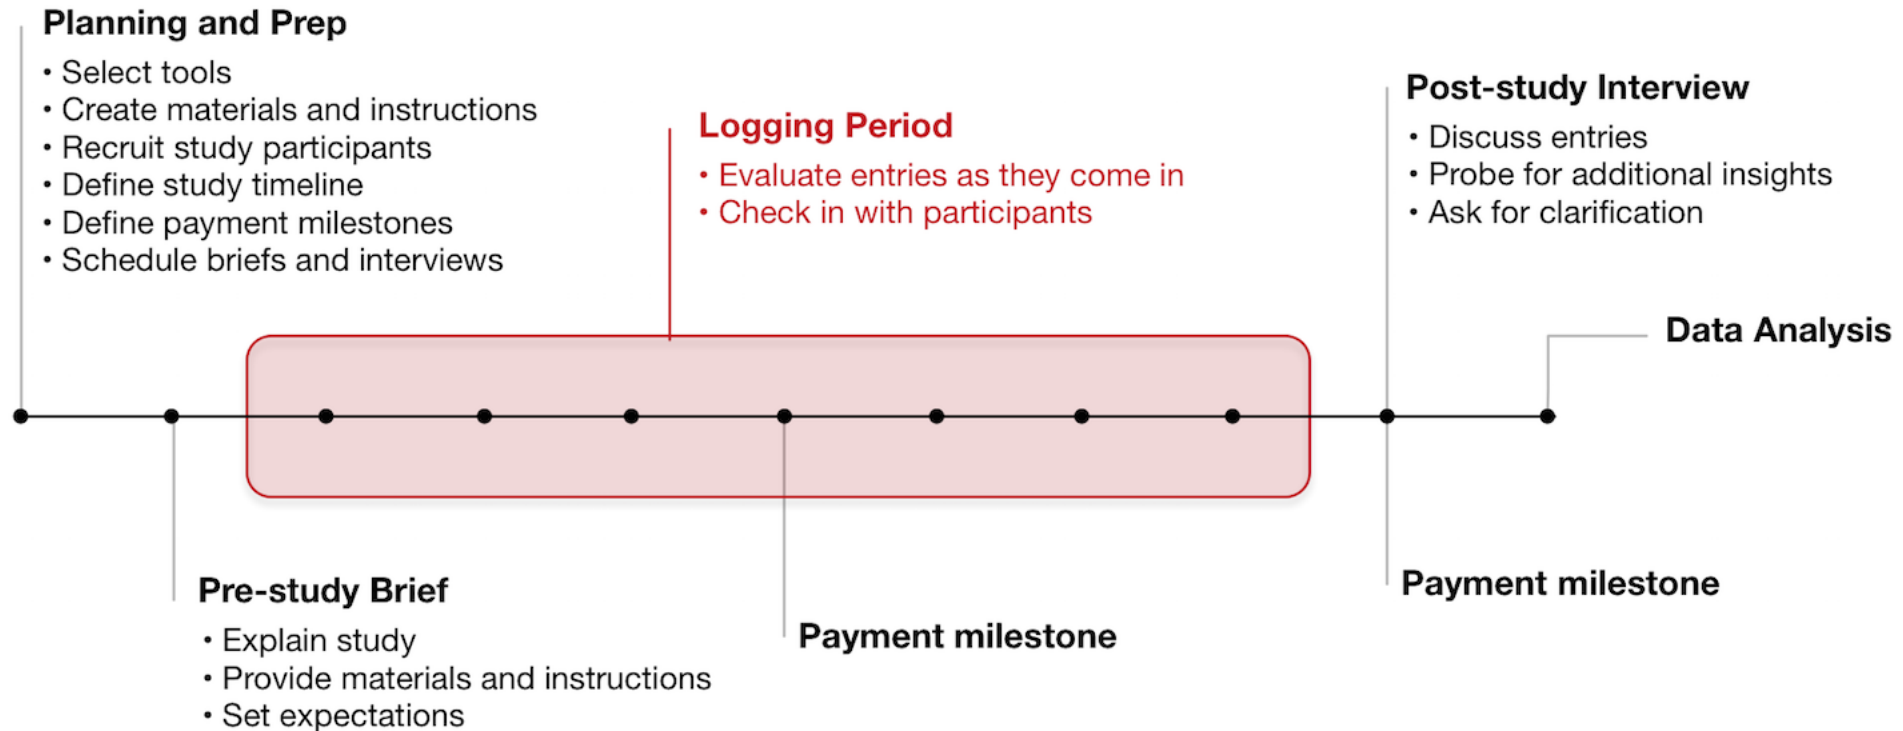 Planning and Prep
• Select tools
• Create materials and instructions
• Recruit study participants
• Define study timeline
• Define payment milestones
• Schedule briefs and interviews
Logging Period
• Evaluate entries as they come in
• Check in with participants
Post-study Interview
• Discuss entries
• Probe for additional insights
• Ask for clarification
Data Analysis
Pre-study Brief
• Explain study
• Provide materials and instructions
• Set expectations
Payment milestone
Payment milestone